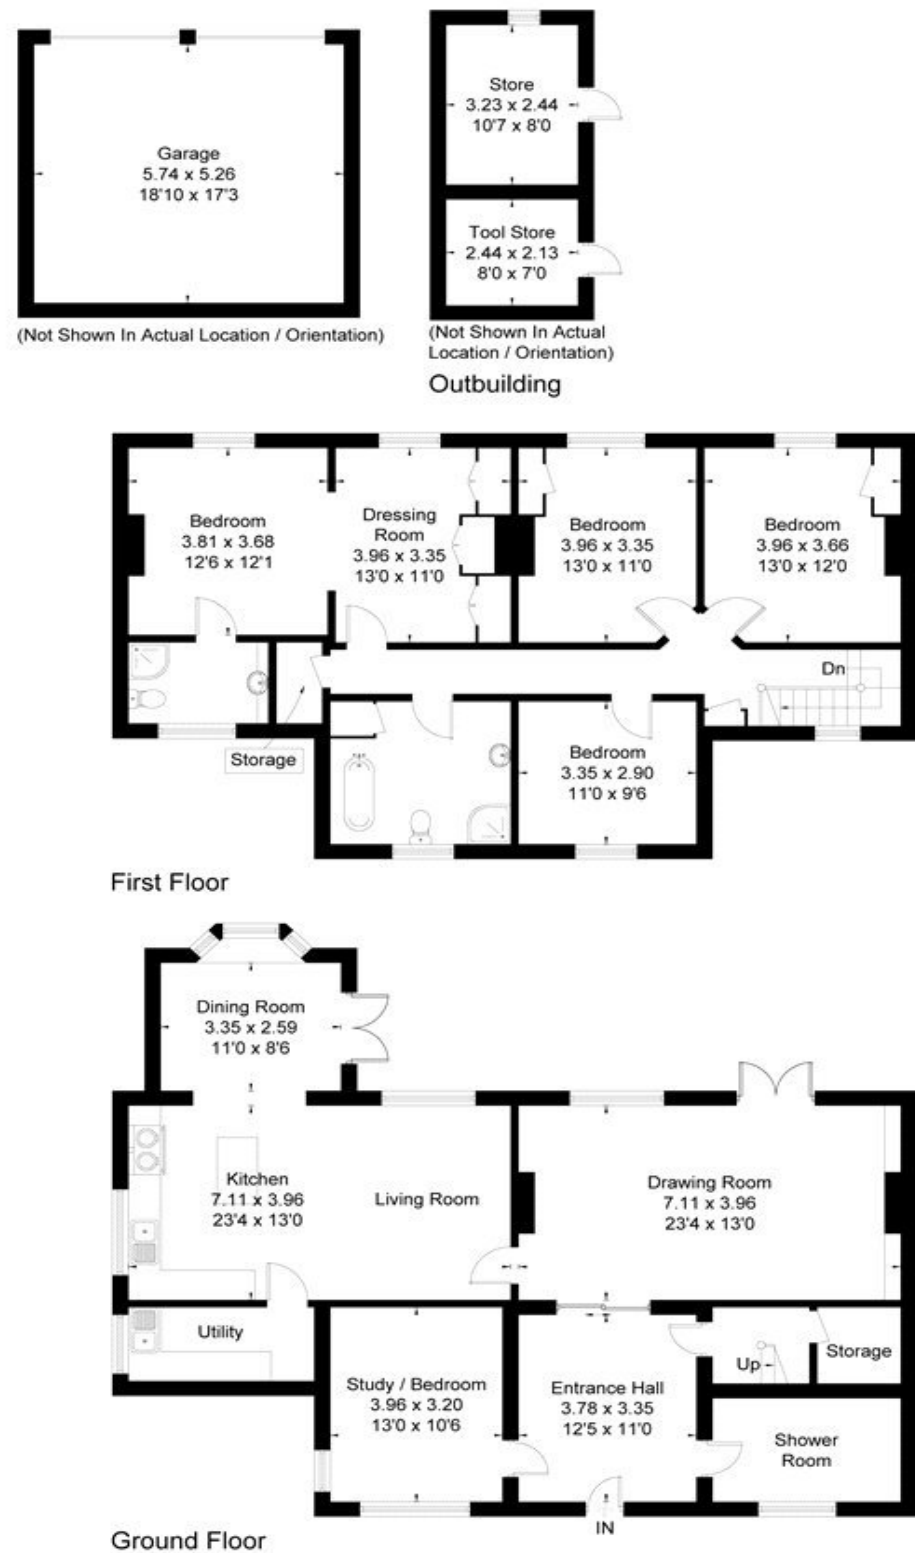 Garage
5.74 x 5.26
18'10 x 17'3
(Not Shown In Actual Location / Orientation)
Store
3.23 x 2.44
10'7 x 8'0
Tool Store
2.44 x 2.13
8'0 x 7'0
(Not Shown In Actual
Location / Orientation)
Outbuilding
Bedroom
3.81 x 3.68
12'6 x 12'1
Dressing
Room
3.96 x 3.35
13'0 x 11'0
Bedroom
3.96 x 3.35
13'0 x 11'0
Bedroom
3.96 x 3.66
13'0 x 12'0
Dn
Storage
Bedroom
3.35 x 2.90
11'0 x 9'6
First Floor
Dining Room
3.35 x 2.59
11'0 x 8'6
Kitchen
7.11 x 3.96
23'4 x 13'0
Living Room
Drawing Room
7.11 x 3.96
23'4 x 13'0
Utility
Study / Bedroom
3.96 x 3.20
13'0 x 10'6
Entrance Hall
3.78 x 3.35
12'5 x 11'0
Up
Storage
Shower
Room
IN
Ground Floor